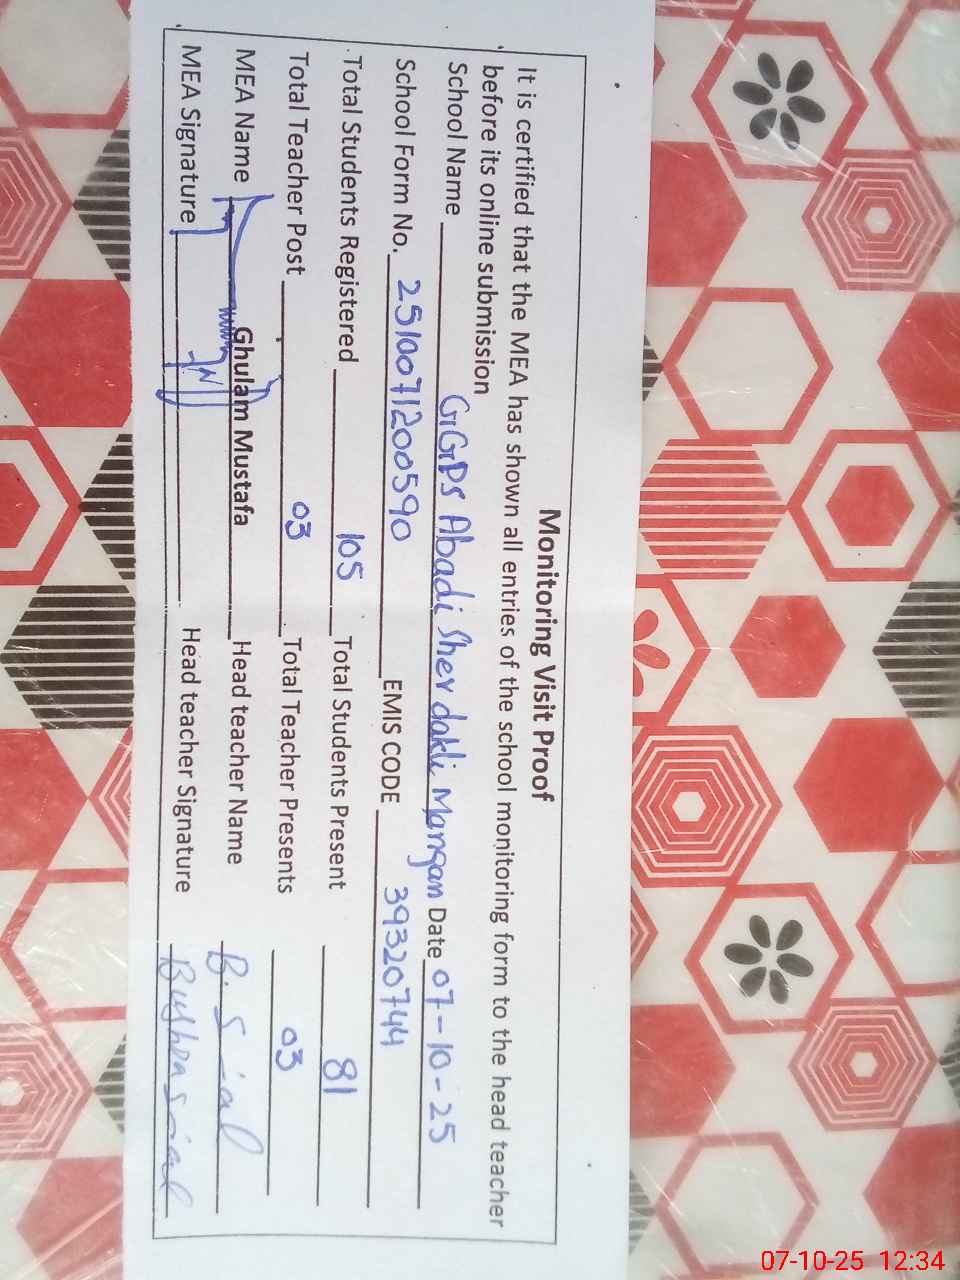 Monitoring Visit Proof
It is certified that the MEA has shown all entries of the school monitoring form to the head teacher
before its online submission
School Name GGPS Abadi Sher dakli Mangan Date 07-10-25
School Form No. 2510071200590 EMIS CODE 39320744
Total Students Registered 105 Total Students Present 81
Total Teacher Post 03 Total Teacher Presents 03
MEA Name Ghulam Mustafa Head teacher Name B. Sial
MEA Signature Head teacher Signature Bushra Sial
07-10-25 12:34